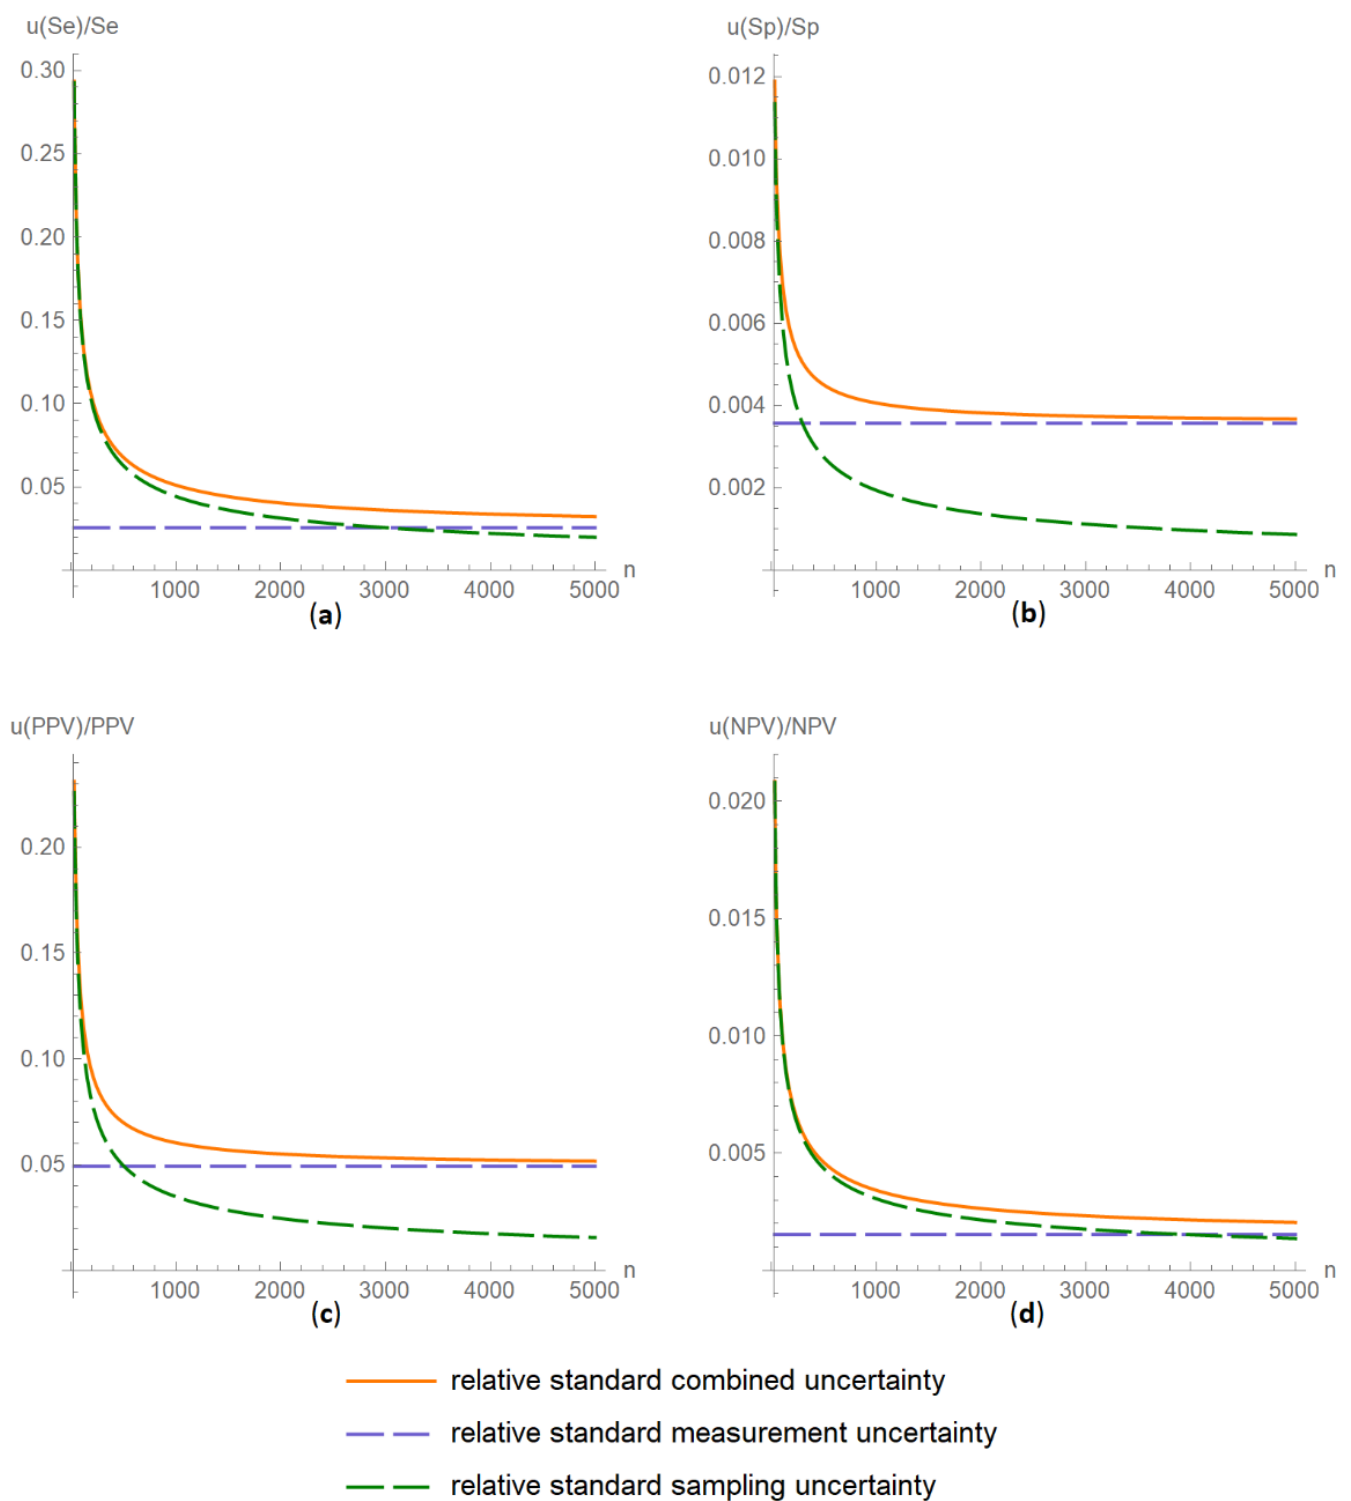 u(Se)/Se
0.30
0.25
0.20
0.15
0.10
0.05
1000 2000 3000 4000 5000 n
(a)
u(Sp)/Sp
0.012
0.010
0.008
0.006
0.004
0.002
1000 2000 3000 4000 5000 n
(b)
u(PPV)/PPV
0.20
0.15
0.10
0.05
1000 2000 3000 4000 5000 n
(c)
u(NPV)/NPV
0.020
0.015
0.010
0.005
1000 2000 3000 4000 5000 n
(d)
relative standard combined uncertainty
relative standard measurement uncertainty
relative standard sampling uncertainty